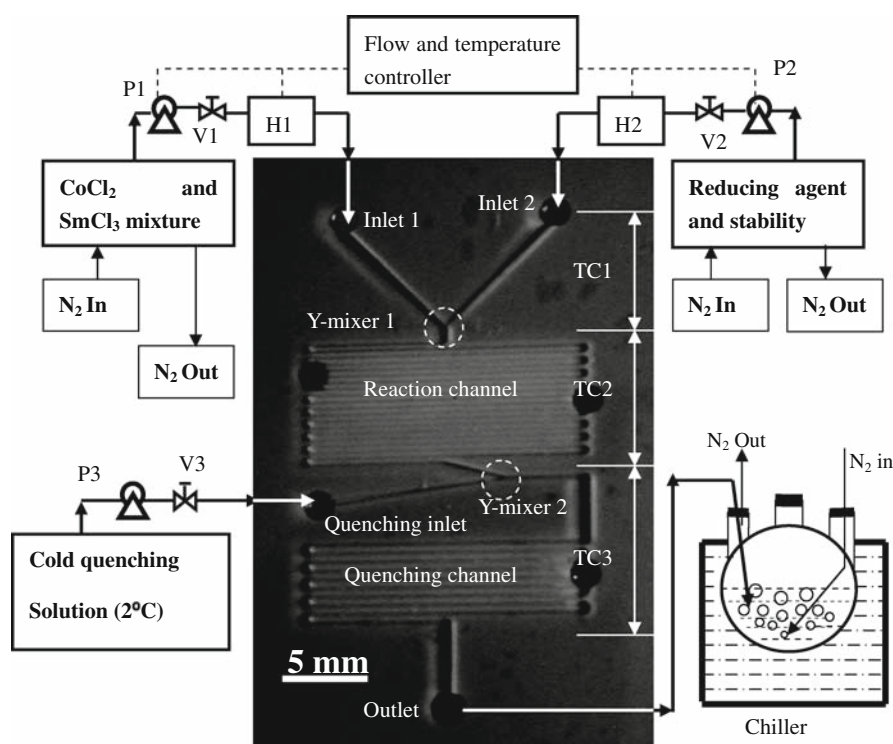 Flow and temperature
controller
P1
P2
V1
H1
H2
V2
CoCl₂ and
SmCl₃ mixture
Reducing agent
and stability
Inlet 1
Inlet 2
TC1
N₂ In
N₂ Out
N₂ In
N₂ Out
Y-mixer 1
Reaction channel
TC2
N₂ Out
N₂ in
P3
V3
Quenching inlet
Y-mixer 2
Cold quenching
Solution (2⁰C)
Quenching channel
TC3
5 mm
Outlet
Chiller